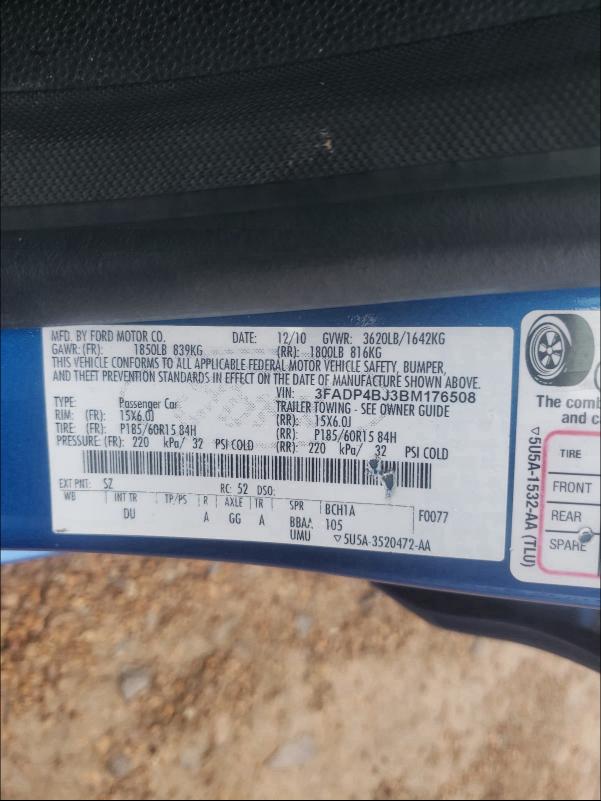 MFD. BY FORD MOTOR CO. DATE: 12/10 GVWR: 3620LB/1642KG
GAWR: (FR): 1850LB 839KG (RR): 1800LB 816KG
THIS VEHICLE CONFORMS TO ALL APPLICABLE FEDERAL MOTOR VEHICLE SAFETY, BUMPER,
AND THEFT PREVENTION STANDARDS IN EFFECT ON THE DATE OF MANUFACTURE SHOWN ABOVE.
VIN: 3FADP4BJ3BM176508
TYPE: Passenger Car TRAILER TOWING - SEE OWNER GUIDE
RIM: (FR): 15X6.0J (RR): 15X6.0J
TIRE: (FR): P185/60R15 84H (RR): P185/60R15 84H
PRESSURE: (FR): 220 kPa/ 32 PSI COLD (RR): 220 kPa/ 32 PSI COLD
EXT PNT: SZ RC: 52 DSO:
WB INT TR TP/PS R AXLE TR SPR BCH1A F0077
DU A GG A BBAA 105
UMU ▽5U5A-3520472-AA
The comb
and c
▽5U5A-1532-AA (TLU)
TIRE
FRONT
REAR
SPARE